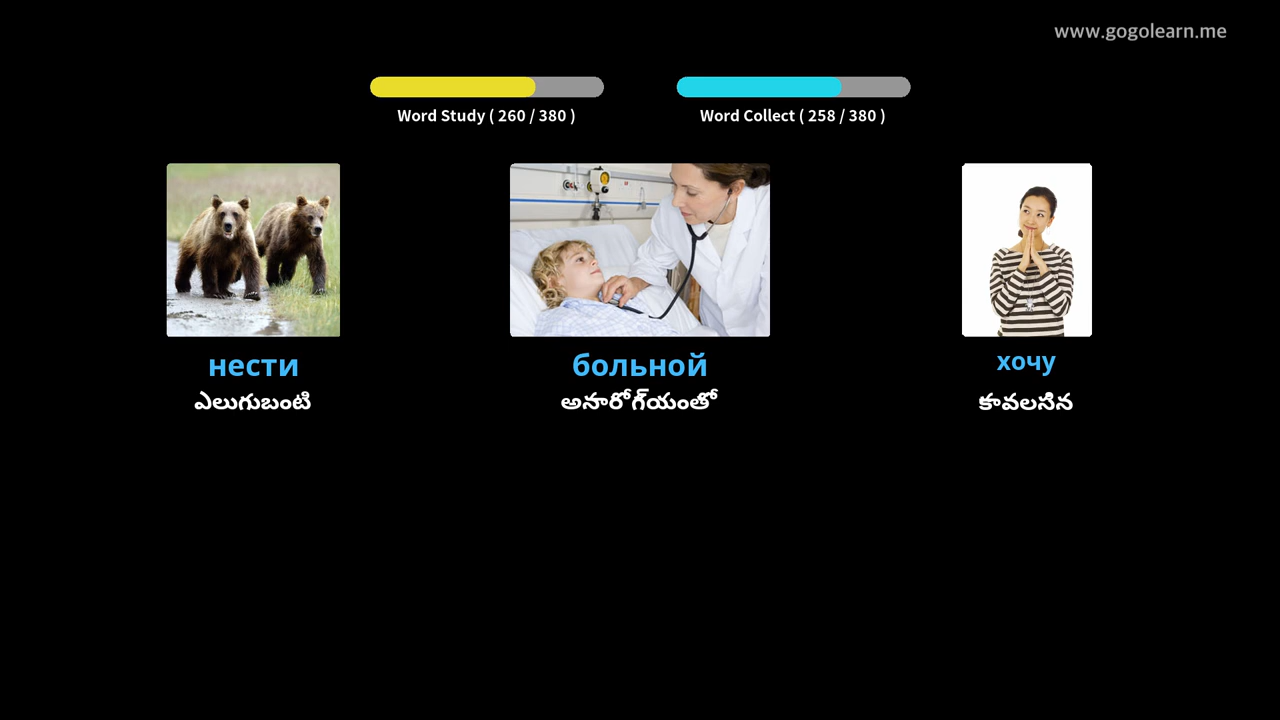 www.gogolearn.me
Word Study ( 260 / 380 )
Word Collect ( 258 / 380 )
нести
больной
хочу
ఎలుగుబంటి
అనారోగ్‌యంతో
కావలసిన